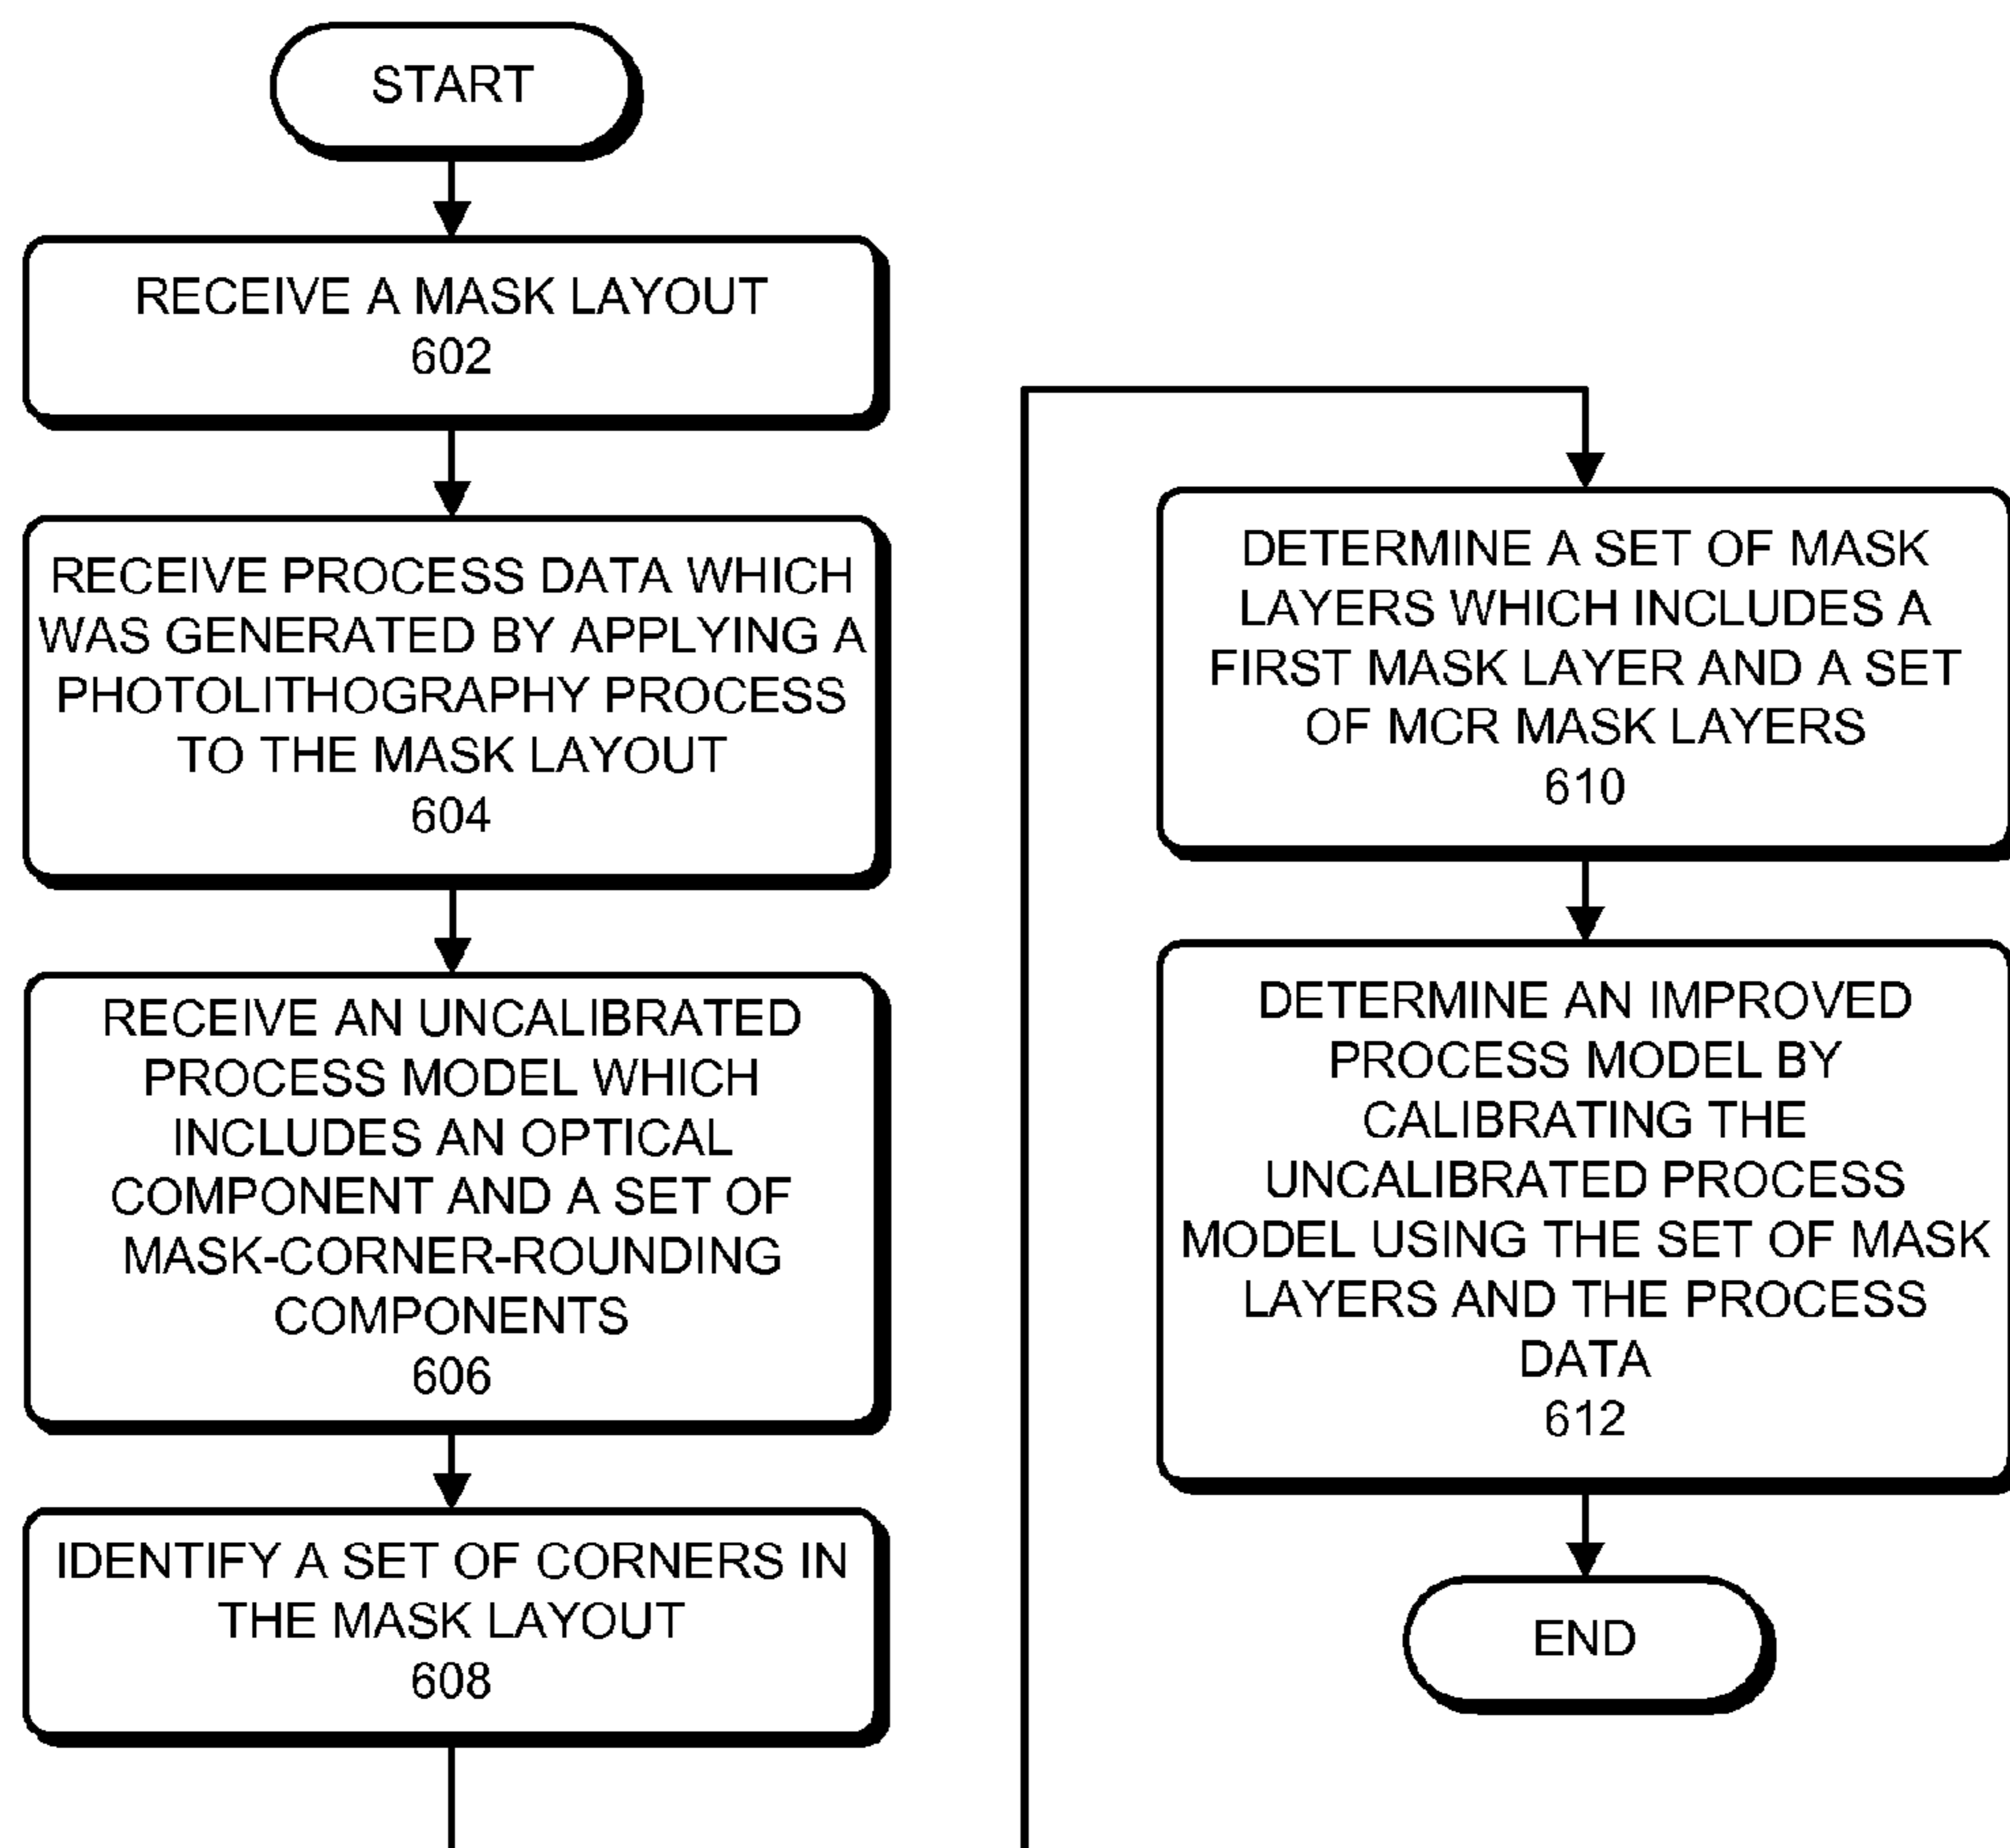 START
RECEIVE A MASK LAYOUT
602
RECEIVE PROCESS DATA WHICH
WAS GENERATED BY APPLYING A
PHOTOLITHOGRAPHY PROCESS
TO THE MASK LAYOUT
604
RECEIVE AN UNCALIBRATED
PROCESS MODEL WHICH
INCLUDES AN OPTICAL
COMPONENT AND A SET OF
MASK-CORNER-ROUNDING
COMPONENTS
606
IDENTIFY A SET OF CORNERS IN
THE MASK LAYOUT
608
DETERMINE A SET OF MASK
LAYERS WHICH INCLUDES A
FIRST MASK LAYER AND A SET
OF MCR MASK LAYERS
610
DETERMINE AN IMPROVED
PROCESS MODEL BY
CALIBRATING THE
UNCALIBRATED PROCESS
MODEL USING THE SET OF MASK
LAYERS AND THE PROCESS
DATA
612
END